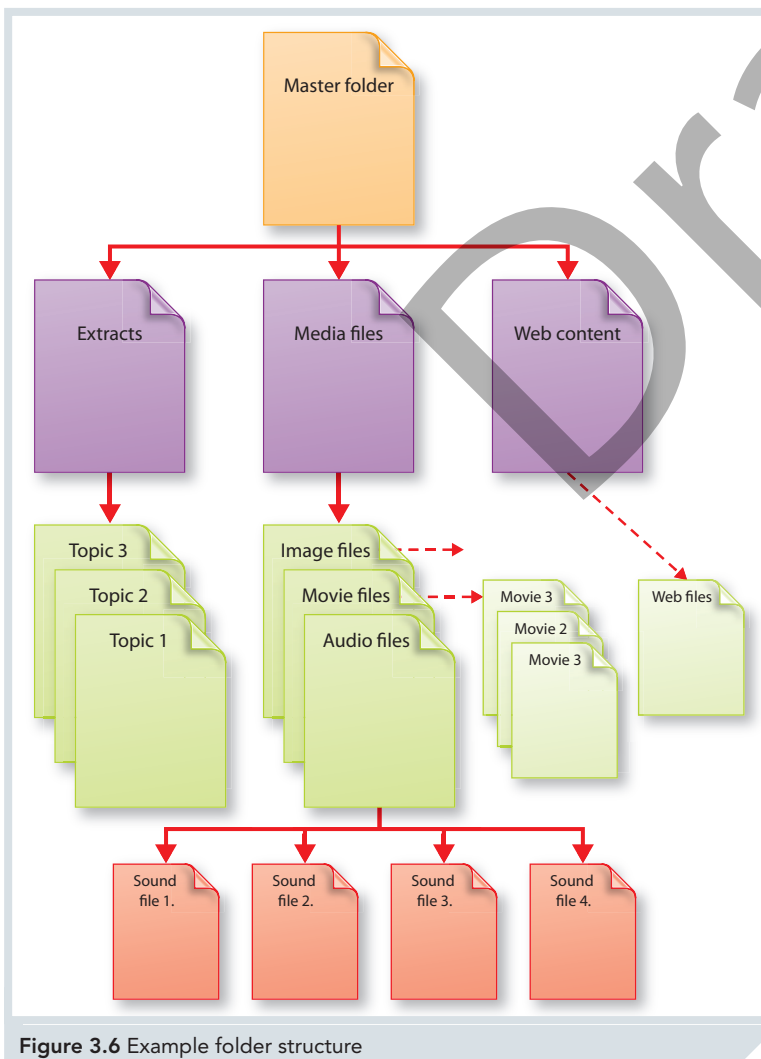 Master folder
Extracts
Media files
Web content
Topic 3
Topic 2
Topic 1
Image files
Movie files
Audio files
Movie 3
Movie 2
Movie 3
Web files
Sound
file 1.
Sound
file 2.
Sound
file 3.
Sound
file 4.
Figure 3.6 Example folder structure